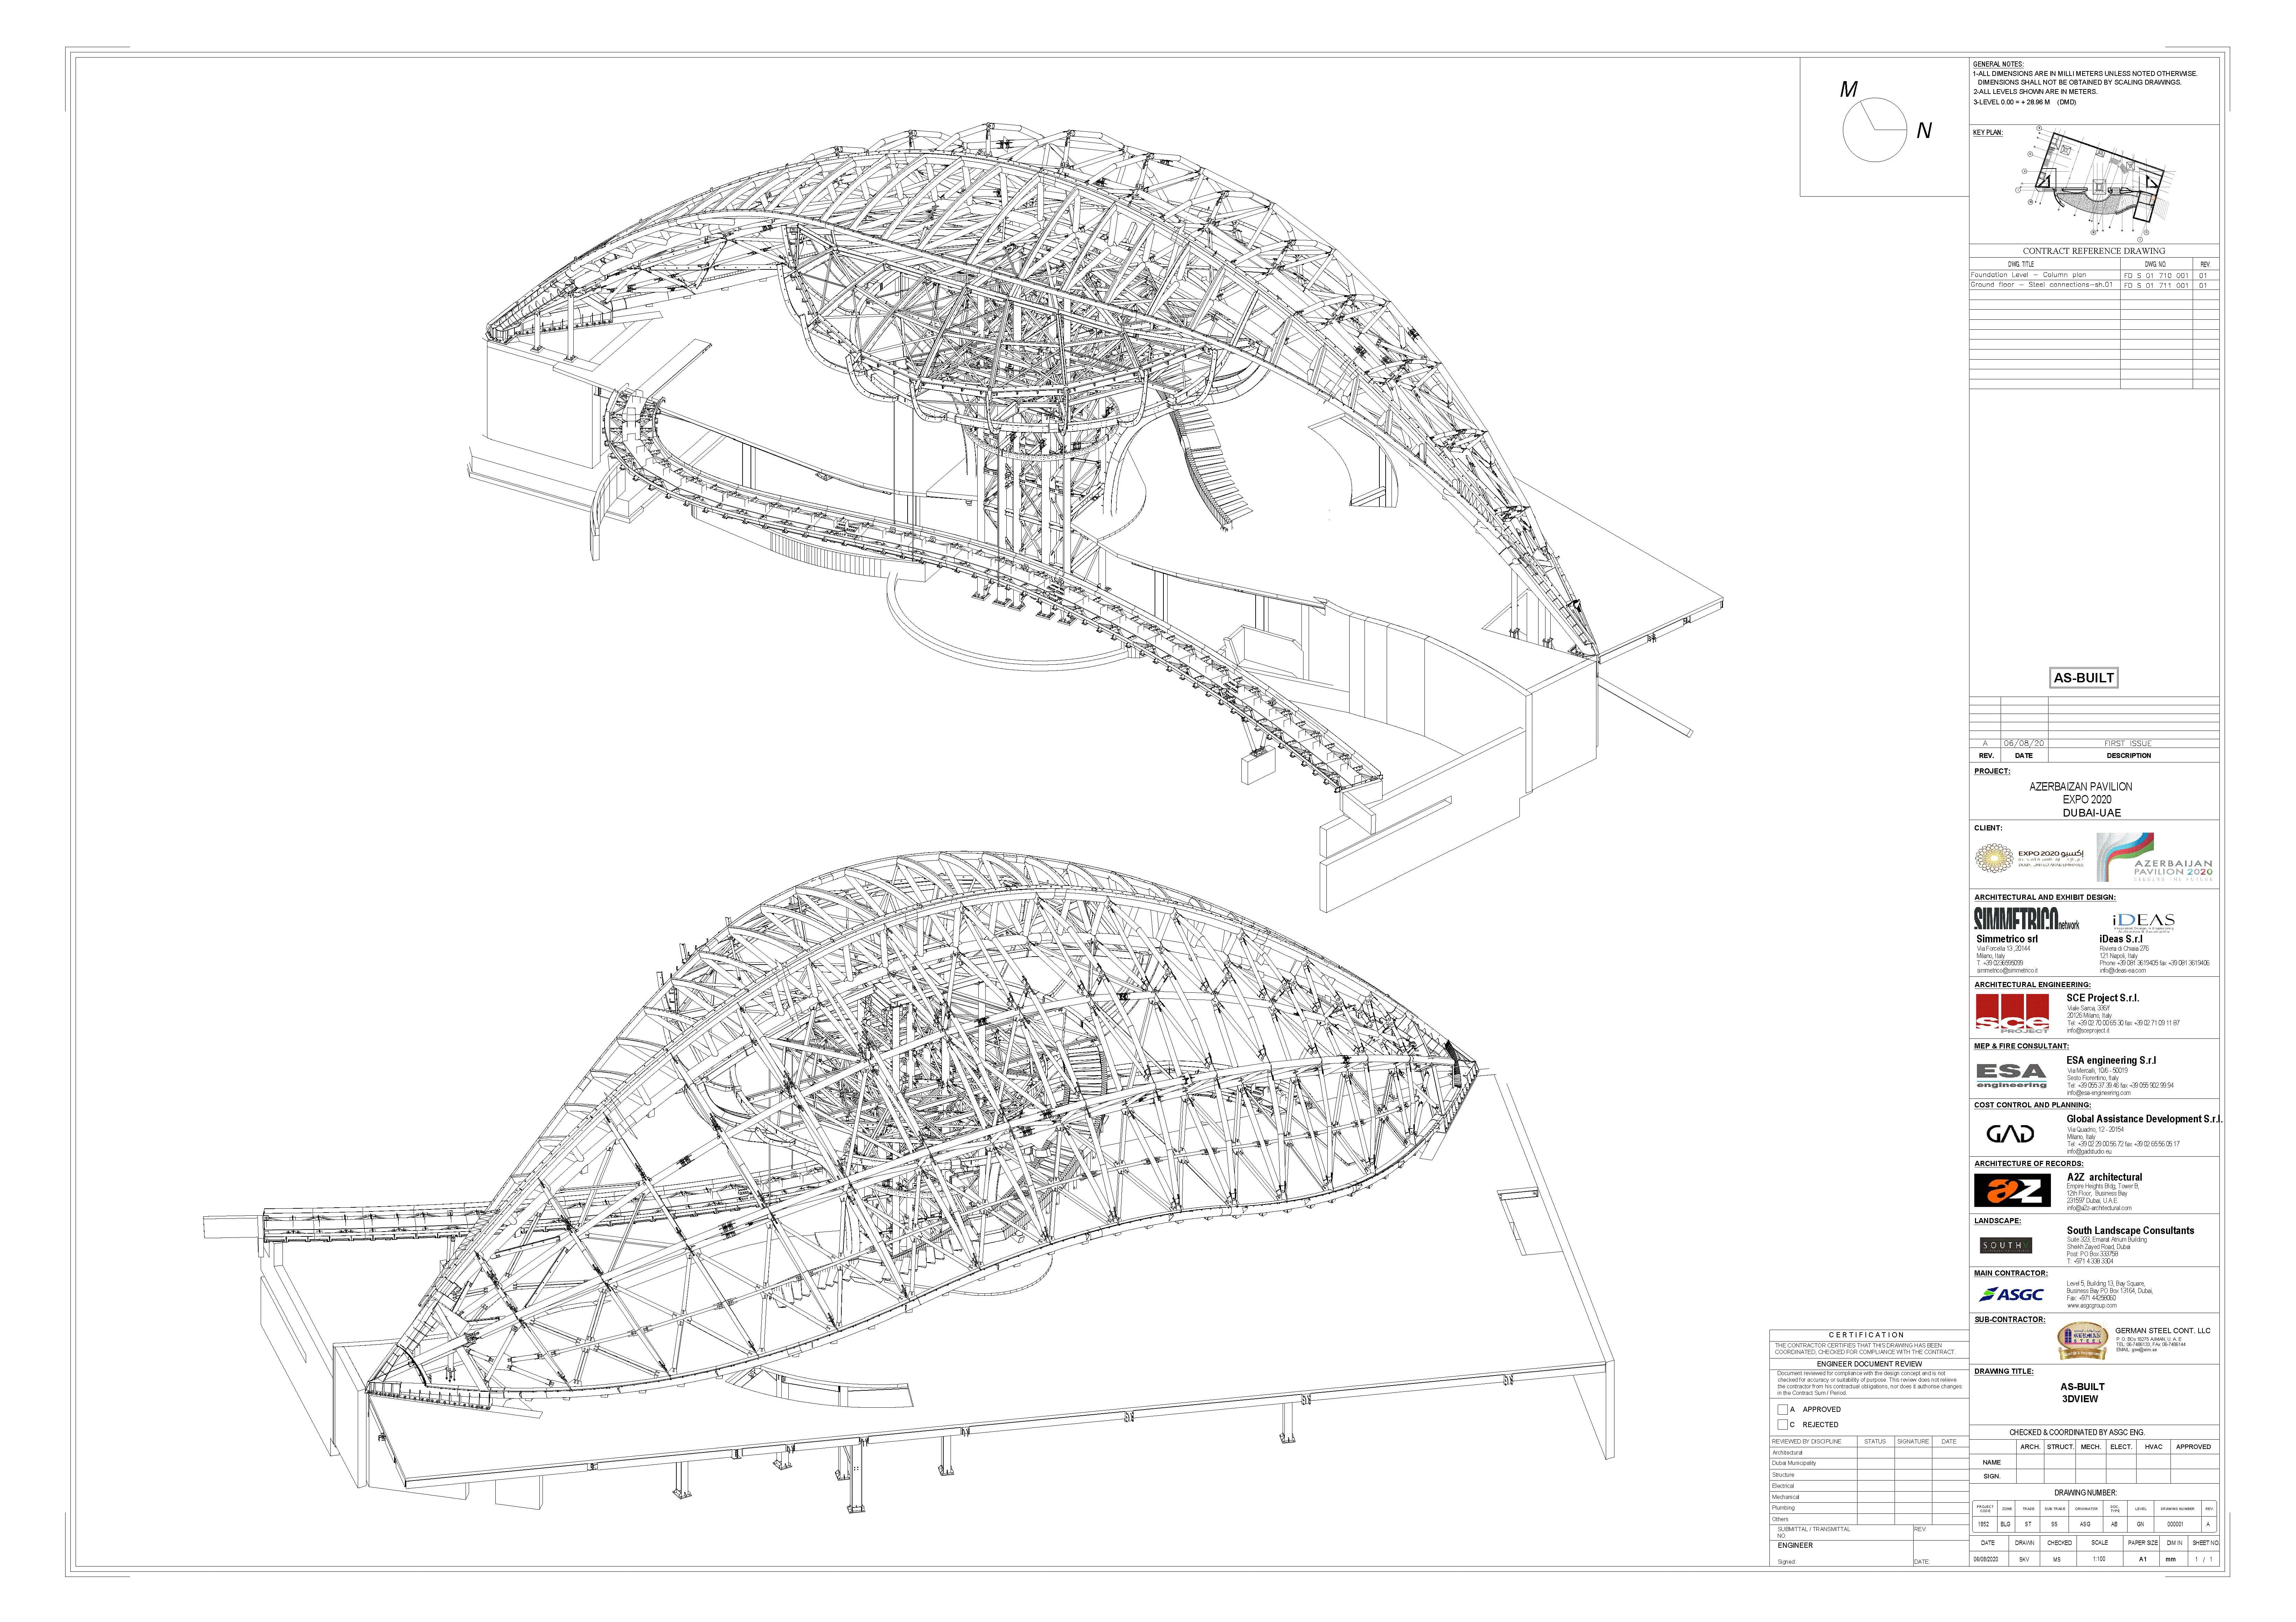 M
N
GENERAL NOTES:
1-ALL DIMENSIONS ARE IN MILLI METERS UNLESS NOTED OTHERWISE.
DIMENSIONS SHALL NOT BE OBTAINED BY SCALING DRAWINGS.
2-ALL LEVELS SHOWN ARE IN METERS.
3-LEVEL 0.00 = + 28.96 M (DMD)
KEY PLAN:
CONTRACT REFERENCE DRAWING
DWG. TITLE DWG. NO. REV
Foundation Level - Column plan FD S 01 710 001 01
Ground floor - Steel connections-sh.01 FD S 01 711 001 01
AS-BUILT
A 06/08/20 FIRST ISSUE
REV. DATE DESCRIPTION
PROJECT:
AZERBAIZAN PAVILION
EXPO 2020
DUBAI-UAE
CLIENT:
EXPO 2020 إكسبو
DUBAI, UNITED ARAB EMIRATES
AZERBAIJAN
PAVILION 2020
SEEDING THE FUTURE
ARCHITECTURAL AND EXHIBIT DESIGN:
SIMMETRICO network
iDEAS
Simmetrico srl
Via Forcella 13, 20144
Milano, Italy
T. +39 0236595099
simmetrico@simmetrico.it
iDeas S.r.l
Riviera di Chiaia 276
121 Napoli, Italy
Phone +39 081 3619405 fax +39 081 3619406
info@ideas-ea.com
ARCHITECTURAL ENGINEERING:
sce
PROJECT
SCE Project S.r.l.
Viale Sarca, 336/f
20126 Milano, Italy
Tel: +39 02 70 00 65 30 fax +39 02 71 09 11 87
info@sceproject.it
MEP & FIRE CONSULTANT:
ESA
engineering
ESA engineering S.r.l
Via Mercalli, 10/6 - 50019
Sesto Fiorentino, Italy
Tel: +39 055 37.39.46 fax +39 055 902.99.94
info@esa-engineering.com
COST CONTROL AND PLANNING:
GAD
Global Assistance Development S.r.l.
Via Quadrio, 12 - 20154
Milano, Italy
Tel: +39 02 29.00.56.72 fax +39 02 65.56.05.17
info@gadstudio.eu
ARCHITECTURE OF RECORDS:
a2z
A2Z architectural
Empire Heights Bldg, Tower B,
12th Floor, Business Bay
231597 Dubai, U.A.E.
info@a2z-architectural.com
LANDSCAPE:
SOUTH
South Landscape Consultants
Suite 323, Emarat Atrium Building
Sheikh Zayed Road, Dubai
Post: PO Box 333758
T: +971 4 338 3304
MAIN CONTRACTOR:
ASGC
Level 5, Building 13, Bay Square,
Business Bay PO Box 13164, Dubai,
Fax: +971 44258060
www.asgcgroup.com
SUB-CONTRACTOR:
GERMAN
STEEL
GERMAN STEEL CONT. LLC
P. O. BOx 18275 AJMAN, U. A. E
TEL: 06-7486133, FAx 06-7486144
DRAWING TITLE:
AS-BUILT
3DVIEW
CHECKED & COORDINATED BY ASGC ENG.
ARCH. STRUCT. MECH. ELECT. HVAC APPROVED
NAME
SIGN.
DRAWING NUMBER:
PROJECT CODE ZONE TRADE SUB TRADE ORIGINATOR DOC. TYPE LEVEL DRAWING NUMBER REV.
1852 BLG ST SS ASG AB GN 000001 A
DATE DRAWN CHECKED SCALE PAPER SIZE DIM IN SHEET NO.
06/08/2020 SKV MS 1:100 A1 mm 1 / 1
CERTIFICATION
THE CONTRACTOR CERTIFIES THAT THIS DRAWING HAS BEEN
COORDINATED, CHECKED FOR COMPLIANCE WITH THE CONTRACT.
ENGINEER DOCUMENT REVIEW
Document reviewed for compliance with the design concept and is not
checked for accuracy or suitability of purpose. This review does not relieve
the contractor from his contractual obligations, nor does it authorise changes
in the Contract Sum / Period.
A APPROVED
C REJECTED
REVIEWED BY DISCIPLINE STATUS SIGNATURE DATE
Architectural
Dubai Municipality
Structure
Electrical
Mechanical
Plumbing
Others
SUBMITTAL / TRANSMITTAL REV.
NO.
ENGINEER
Signed: DATE: